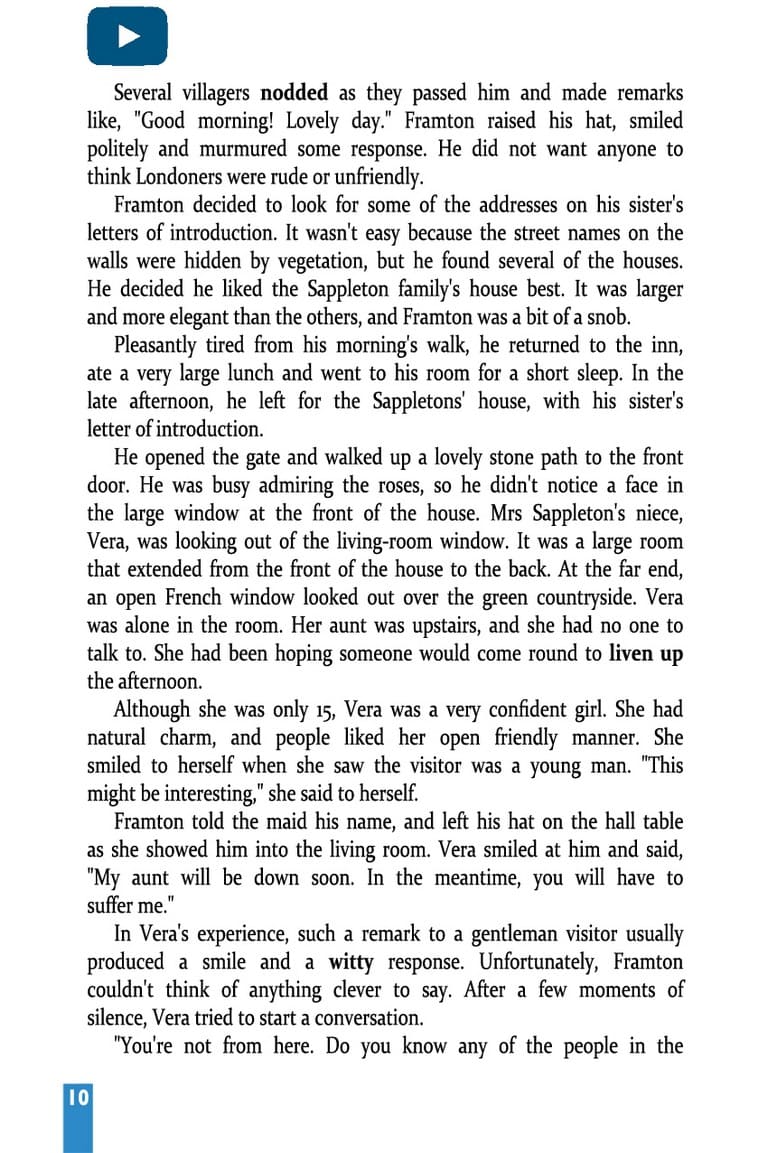 Several villagers nodded as they passed him and made remarks
like, "Good morning! Lovely day." Framton raised his hat, smiled
politely and murmured some response. He did not want anyone to
think Londoners were rude or unfriendly.
Framton decided to look for some of the addresses on his sister's
letters of introduction. It wasn't easy because the street names on the
walls were hidden by vegetation, but he found several of the houses.
He decided he liked the Sappleton family's house best. It was larger
and more elegant than the others, and Framton was a bit of a snob.
Pleasantly tired from his morning's walk, he returned to the inn,
ate a very large lunch and went to his room for a short sleep. In the
late afternoon, he left for the Sappletons' house, with his sister's
letter of introduction.
He opened the gate and walked up a lovely stone path to the front
door. He was busy admiring the roses, so he didn't notice a face in
the large window at the front of the house. Mrs Sappleton's niece,
Vera, was looking out of the living-room window. It was a large room
that extended from the front of the house to the back. At the far end,
an open French window looked out over the green countryside. Vera
was alone in the room. Her aunt was upstairs, and she had no one to
talk to. She had been hoping someone would come round to liven up
the afternoon.
Although she was only 15, Vera was a very confident girl. She had
natural charm, and people liked her open friendly manner. She
smiled to herself when she saw the visitor was a young man. "This
might be interesting," she said to herself.
Framton told the maid his name, and left his hat on the hall table
as she showed him into the living room. Vera smiled at him and said,
"My aunt will be down soon. In the meantime, you will have to
suffer me."
In Vera's experience, such a remark to a gentleman visitor usually
produced a smile and a witty response. Unfortunately, Framton
couldn't think of anything clever to say. After a few moments of
silence, Vera tried to start a conversation.
"You're not from here. Do you know any of the people in the
10